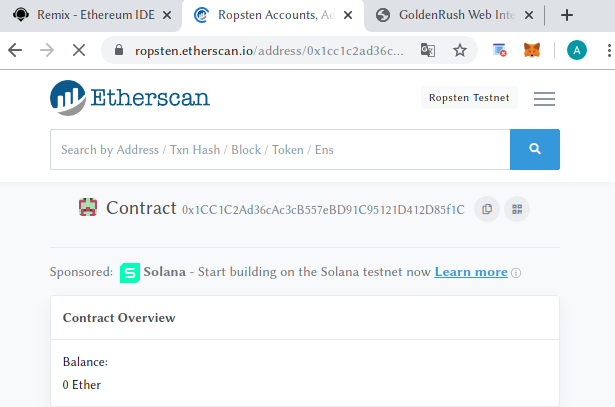 Remix - Ethereum IDE
Ropsten Accounts, Ad
GoldenRush Web Inte
ropsten.etherscan.io/address/0x1cc1c2ad36c...
A
Etherscan
Ropsten Testnet
Search by Address / Txn Hash / Block / Token / Ens
Contract 0x1CC1C2Ad36cAc3cB557eBD91C95121D412D85f1C
Sponsored: S Solana - Start building on the Solana testnet now Learn more
Contract Overview
Balance:
0 Ether